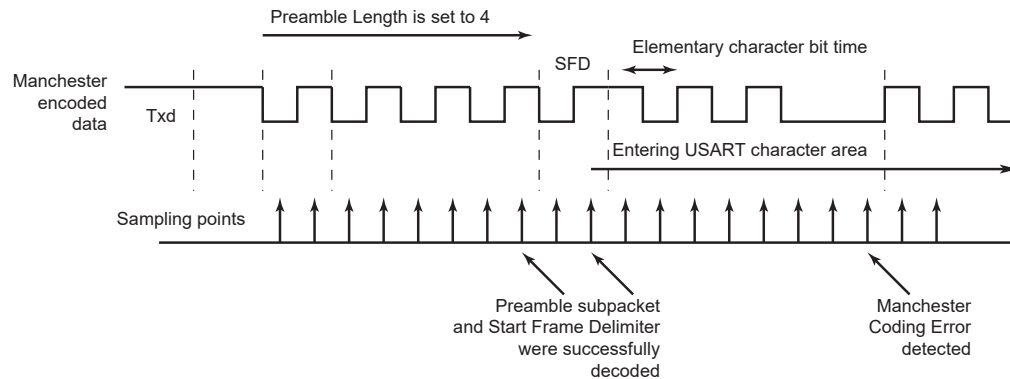 Preamble Length is set to 4
SFD
Elementary character bit time
Manchester
encoded
data
Txd
Entering USART character area
Sampling points
Preamble subpacket
and Start Frame Delimiter
were successfully
decoded
Manchester
Coding Error
detected